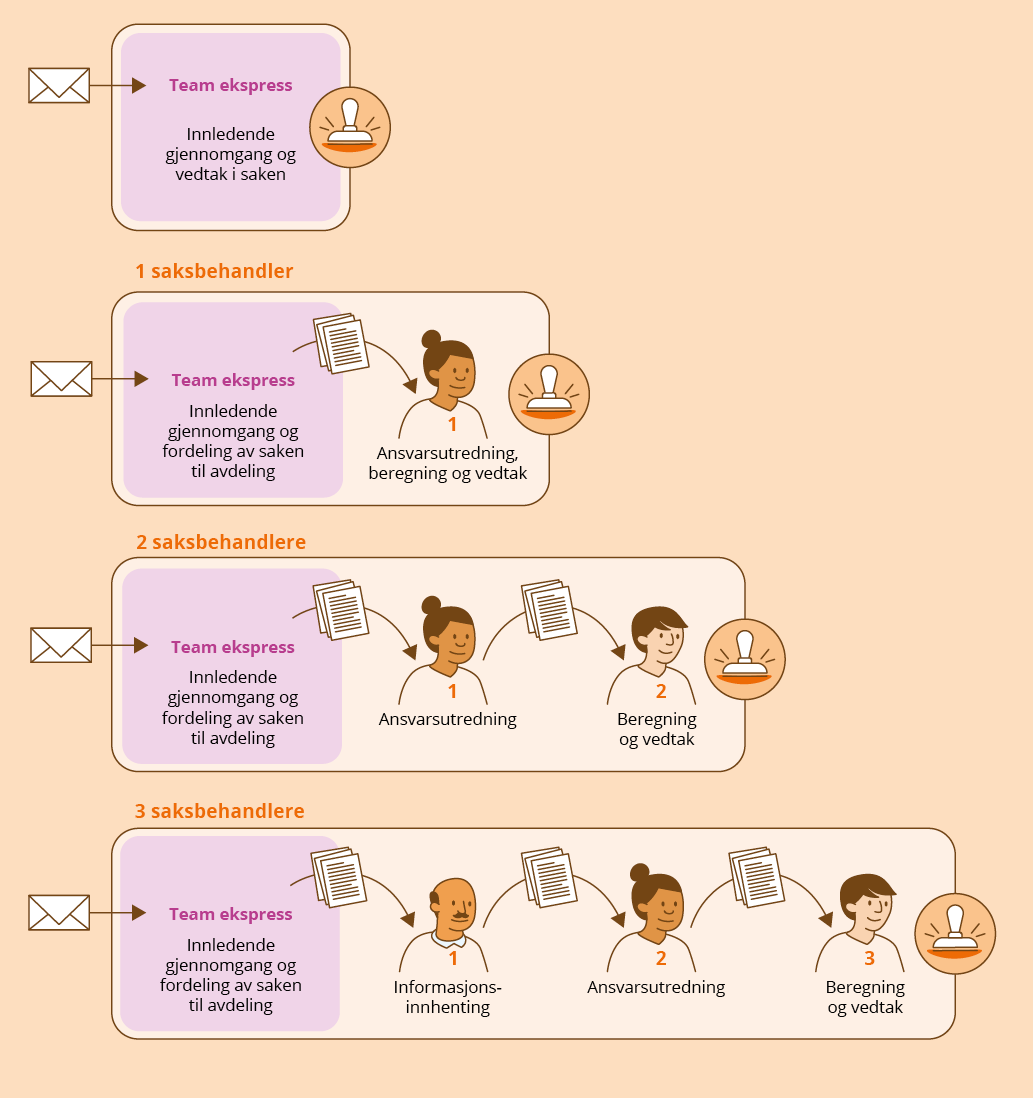 Team ekspress
Innledende
gjennomgang og
vedtak i saken
1 saksbehandler
Team ekspress
Innledende
gjennomgang og
fordeling av saken
til avdeling
1
Ansvarsutredning,
beregning og vedtak
2 saksbehandlere
Team ekspress
Innledende
gjennomgang og
fordeling av saken
til avdeling
1
Ansvarsutredning
2
Beregning
og vedtak
3 saksbehandlere
Team ekspress
Innledende
gjennomgang og
fordeling av saken
til avdeling
1
Informasjons-
innhenting
2
Ansvarsutredning
3
Beregning
og vedtak